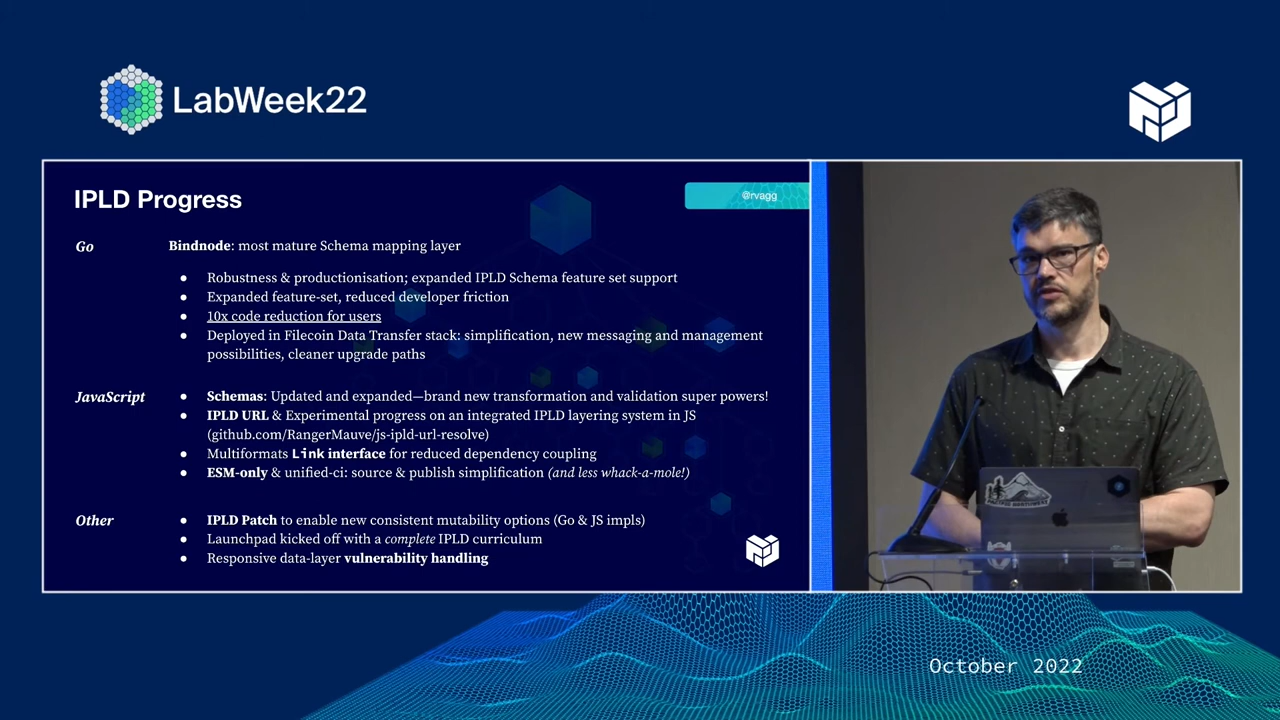 LabWeek22
IPLD Progress
@rvagg
Go
Bindnode: most mature Schema mapping layer
● Robustness & productionisation; expanded IPLD Schema feature set support
● Expanded feature-set, reduced developer friction
● 10x code reduction for users
● Deployed in Filecoin Data Transfer stack: simplification, new messaging and management
possibilities, cleaner upgrade paths
JavaScript
● Schemas: Updated and expanded—brand new transformation and validation super powers!
● IPLD URL & Experimental progress on an integrated IPLD layering system in JS
(github.com/RangerMauve/js-ipld-url-resolve)
● Multiformats Link interface for reduced dependency coupling
● ESM-only & unified-ci: source & publish simplification (and less whack-a-mole!)
Other
● IPLD Patch to enable new consistent mutability options (Go & JS impls)
● Launchpad kicked off with a complete IPLD curriculum
● Responsive data-layer vulnerability handling
October 2022